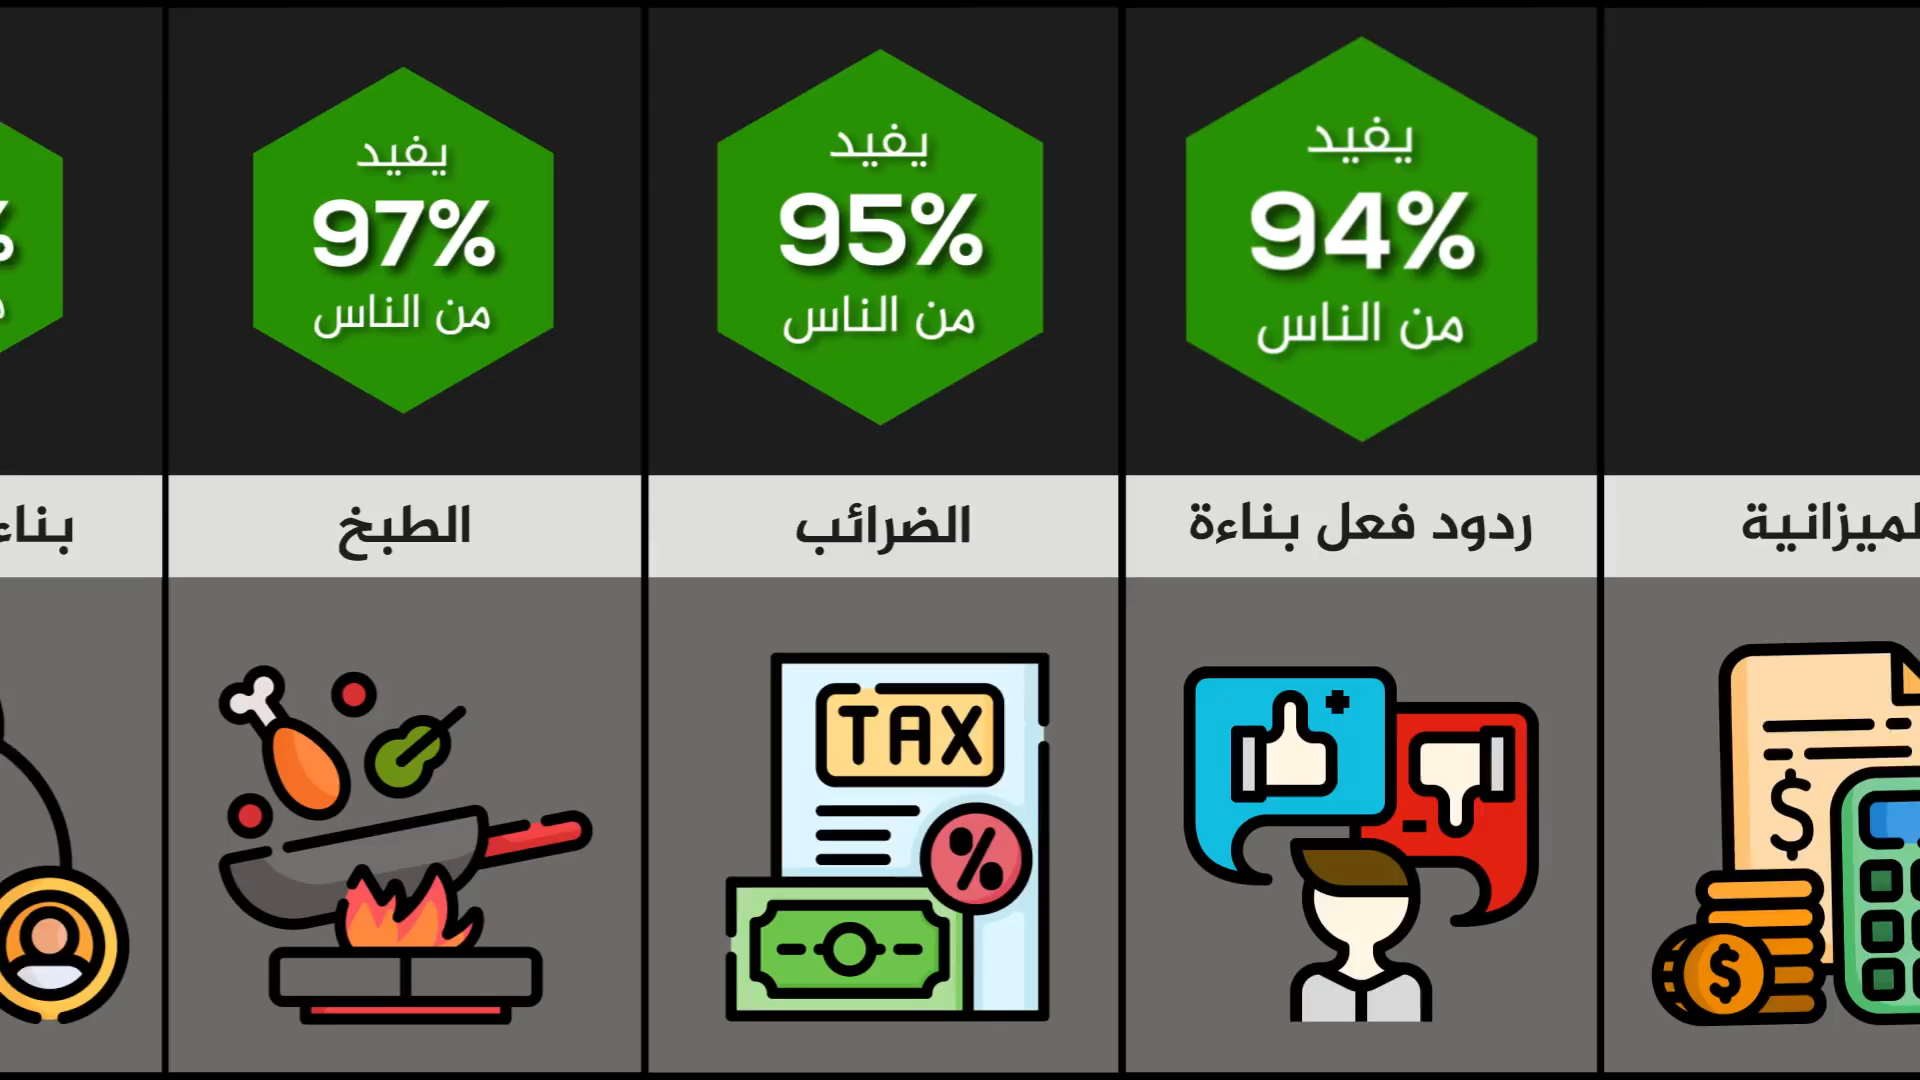 يفيد
97%
من الناس
الطبخ
يفيد
95%
من الناس
الضرائب
TAX
%
يفيد
94%
من الناس
ردود فعل بناءة
$
$